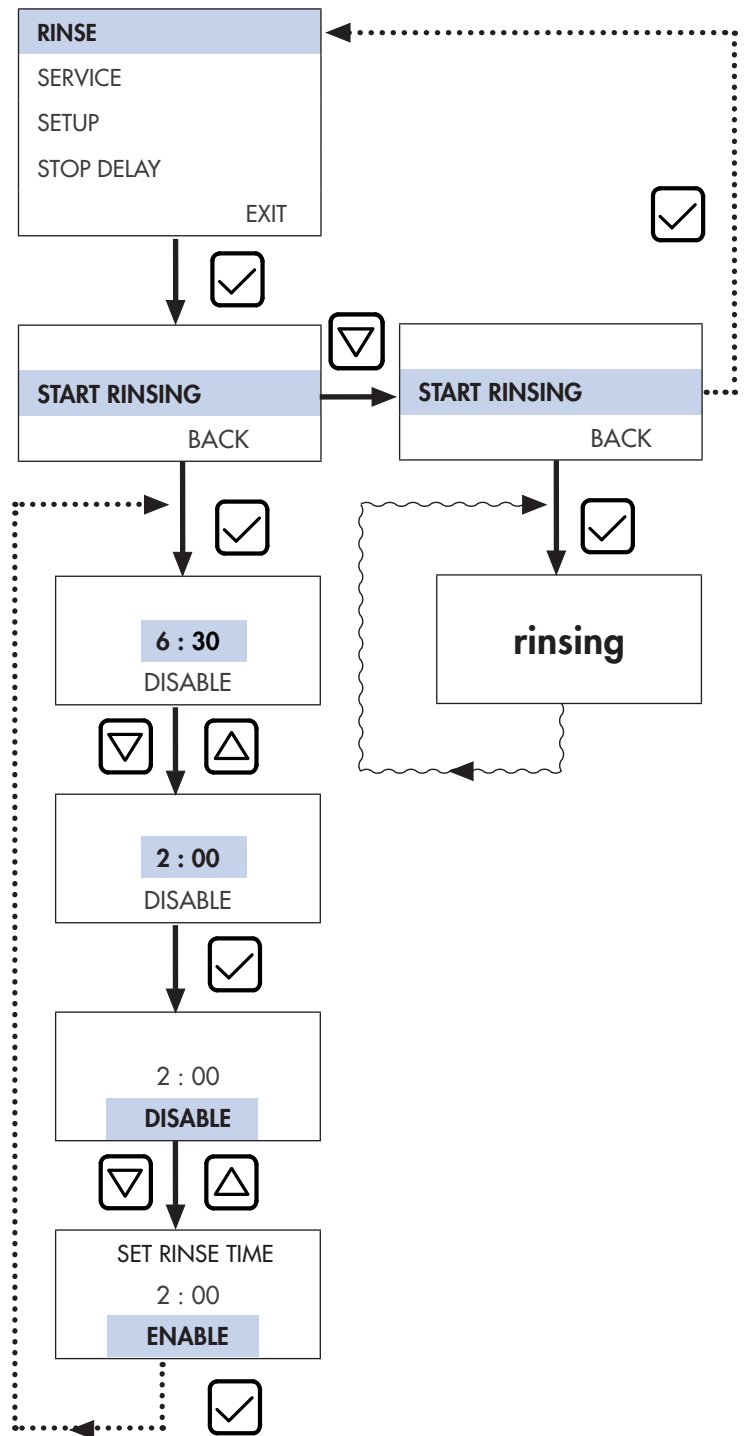 RINSE
SERVICE
SETUP
STOP DELAY
EXIT
START RINSING
BACK
START RINSING
BACK
6 : 30
DISABLE
rinsing
2 : 00
DISABLE
2 : 00
DISABLE
SET RINSE TIME
2 : 00
ENABLE